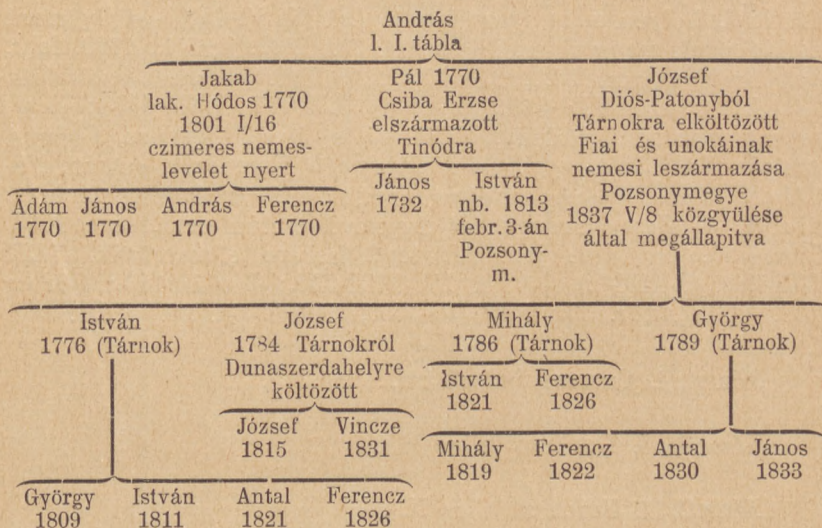 András
l. I. tábla
Jakab
lak. Hódos 1770
1801 I/16
czimeres nemes-
levelet nyert
Pál 1770
Csiba Erzse
elszármazott
Tinódra
József
Diós-Patonyból
Tárnokra elköltözött
Fiai és unokáinak
nemesi leszármazása
Pozsonymegye
1837 V/8 közgyülése
által megállapitva
Ädám János András Ferencz
1770 1770 1770 1770
János
1732
István
nb. 1813
febr. 3-án
Pozsony-
m.
István
1776 (Tárnok)
József
1784 Tárnokról
Dunaszerdahelyre
költözött
Mihály
1786 (Tárnok)
György
1789 (Tárnok)
József Vincze
1815 1831
István Ferencz
1821 1826
Mihály Ferencz Antal János
1819 1822 1830 1833
György István Antal Ferencz
1809 1811 1821 1826